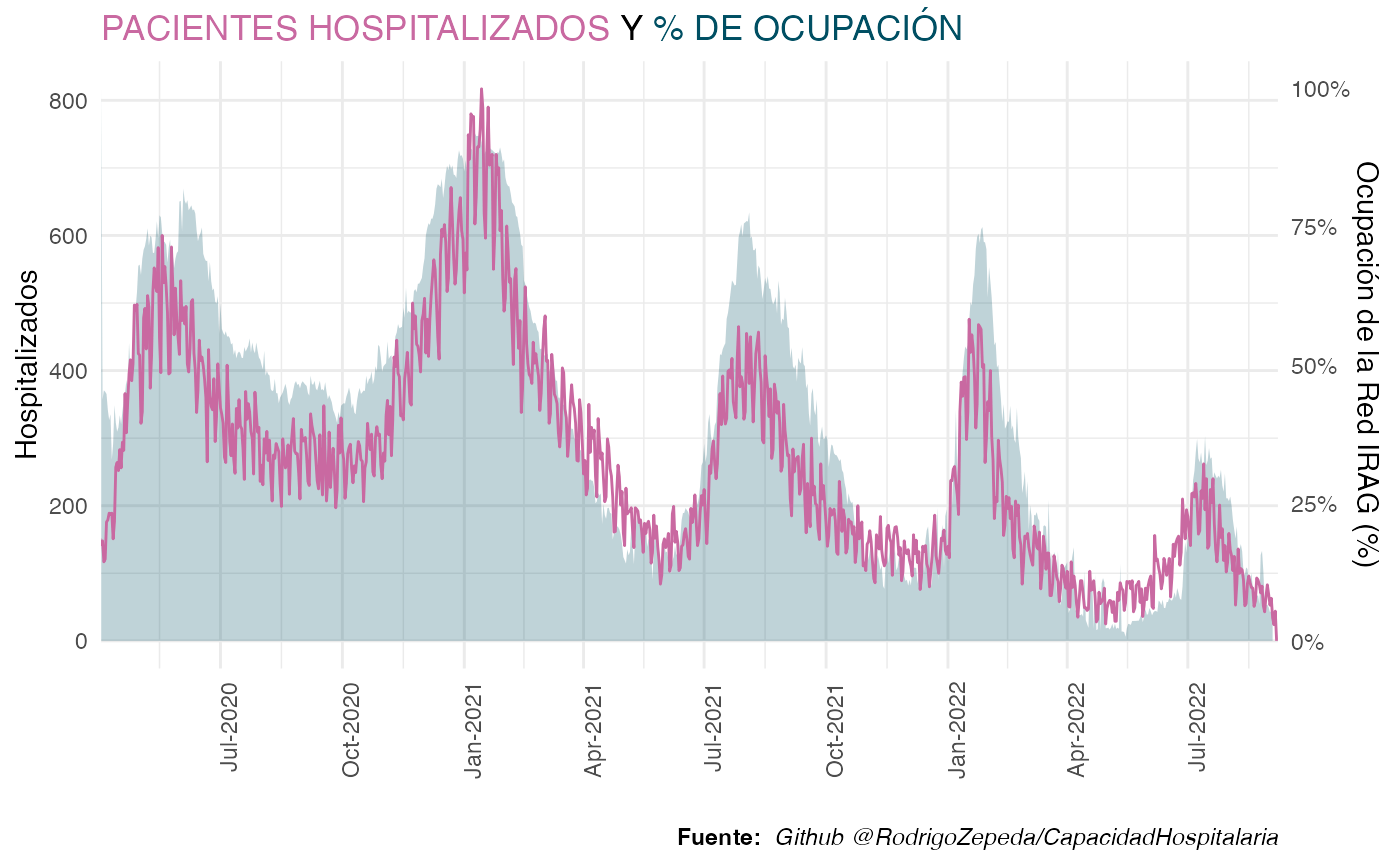 PACIENTES HOSPITALIZADOS Y % DE OCUPACIÓN
Hospitalizados
800
600
400
200
0
100%
75%
50%
25%
0%
Ocupación de la Red IRAG (%)
Jul-2020
Oct-2020
Jan-2021
Apr-2021
Jul-2021
Oct-2021
Jan-2022
Apr-2022
Jul-2022
Fuente: Github @RodrigoZepeda/CapacidadHospitalaria